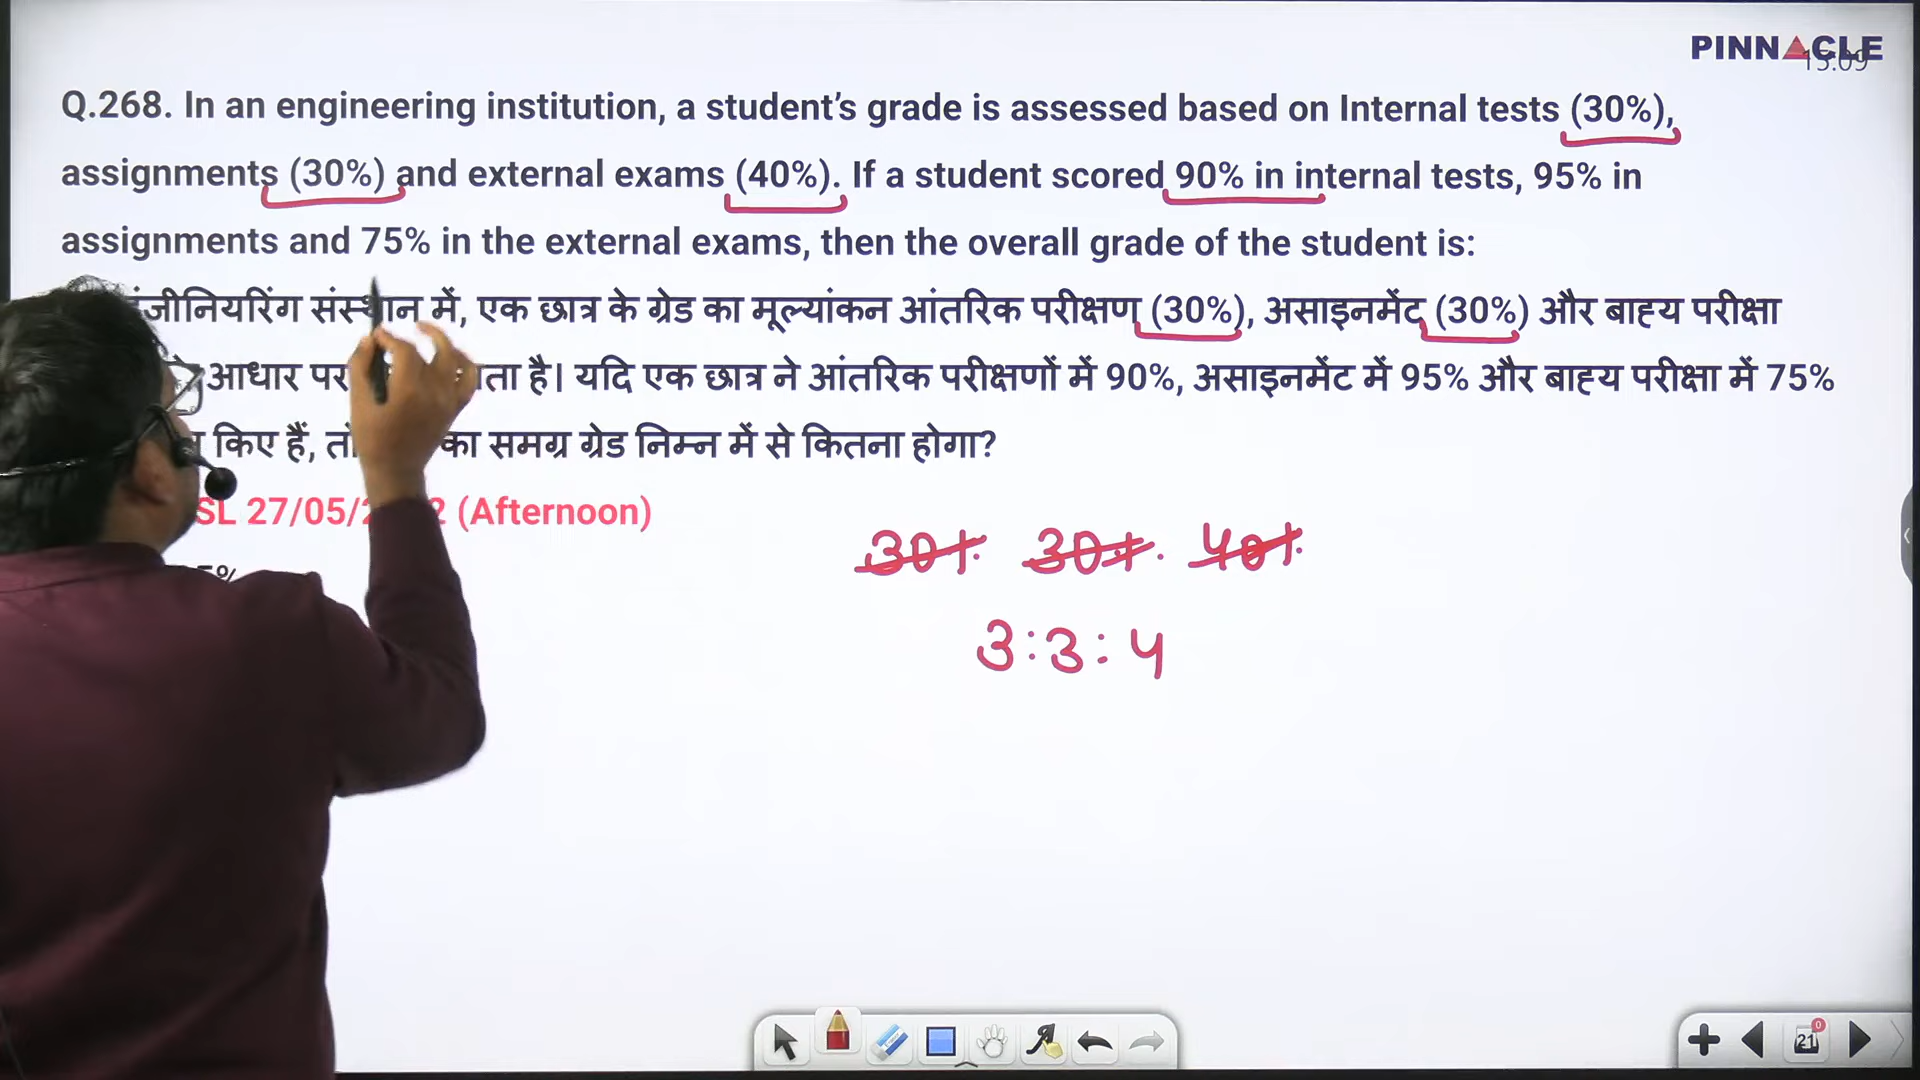 PINNACLE
Q.268. In an engineering institution, a student's grade is assessed based on Internal tests (30%),
assignments (30%) and external exams (40%). If a student scored 90% in internal tests, 95% in
assignments and 75% in the external exams, then the overall grade of the student is:
इंजीनियरिंग संस्थान में, एक छात्र के ग्रेड का मूल्यांकन आंतरिक परीक्षण (30%), असाइनमेंट (30%) और बाह्य परीक्षा
आधार पर है। यदि एक छात्र ने आंतरिक परीक्षणों में 90%, असाइनमेंट में 95% और बाह्य परीक्षा में 75%
किए हैं, का समग्र ग्रेड निम्न में से कितना होगा?
27/05/ (Afternoon)
30% 30% 40%
3:3:4
21
0